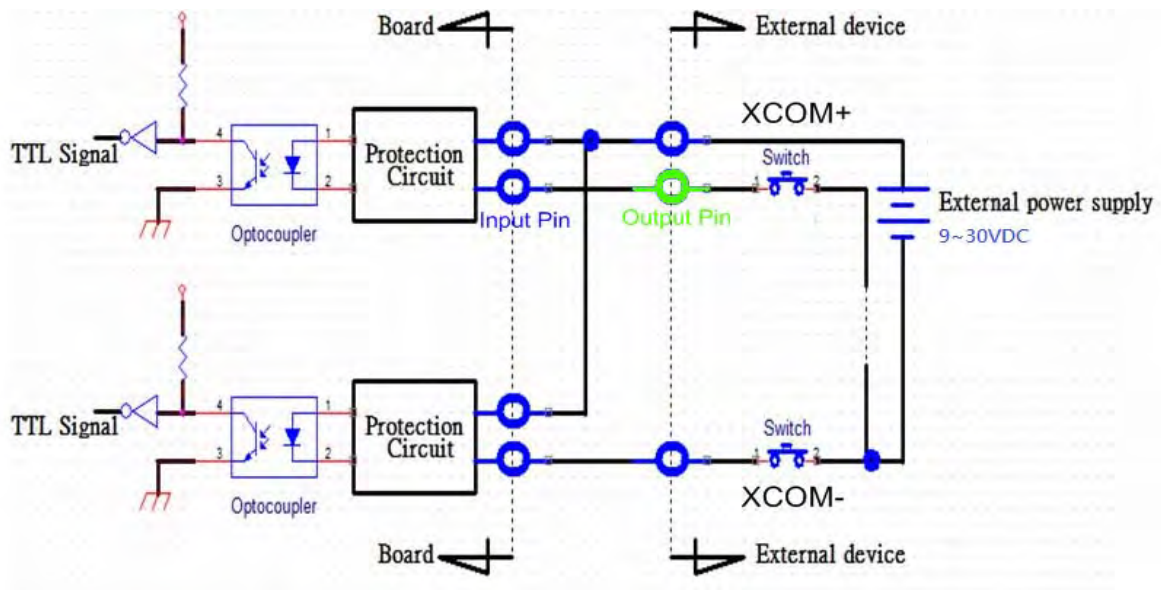 Board
External device
XCOM+
TTL Signal
4
1
3
2
Protection
Circuit
Optocoupler
Input Pin
Output Pin
Switch
1
2
External power supply
9~30VDC
TTL Signal
4
1
3
2
Protection
Circuit
Optocoupler
Switch
1
2
XCOM-
Board
External device